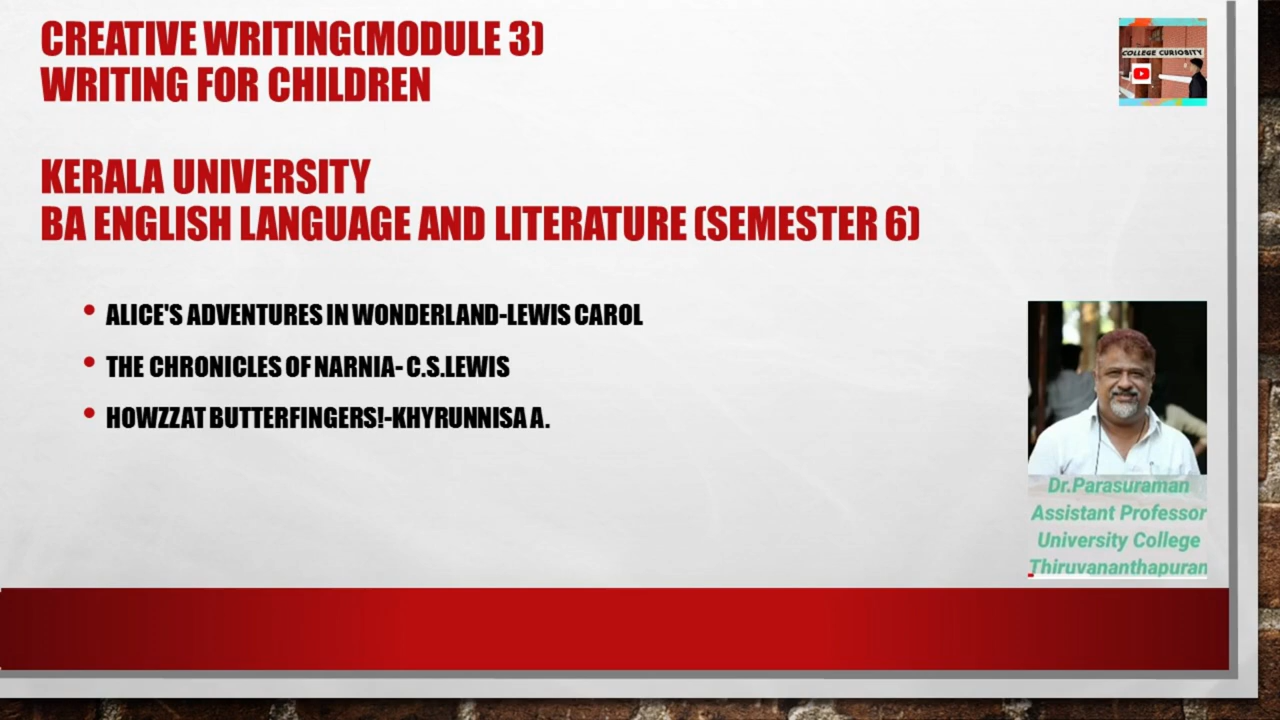 CREATIVE WRITING(MODULE 3)
WRITING FOR CHILDREN
COLLEGE CURIOSITY
KERALA UNIVERSITY
BA ENGLISH LANGUAGE AND LITERATURE (SEMESTER 6)
• ALICE'S ADVENTURES IN WONDERLAND-LEWIS CAROL
• THE CHRONICLES OF NARNIA- C.S.LEWIS
• HOWZZAT BUTTERFINGERS!-KHYRUNNISA A.
Dr.Parasuraman
Assistant Professor
University College
Thiruvananthapuran